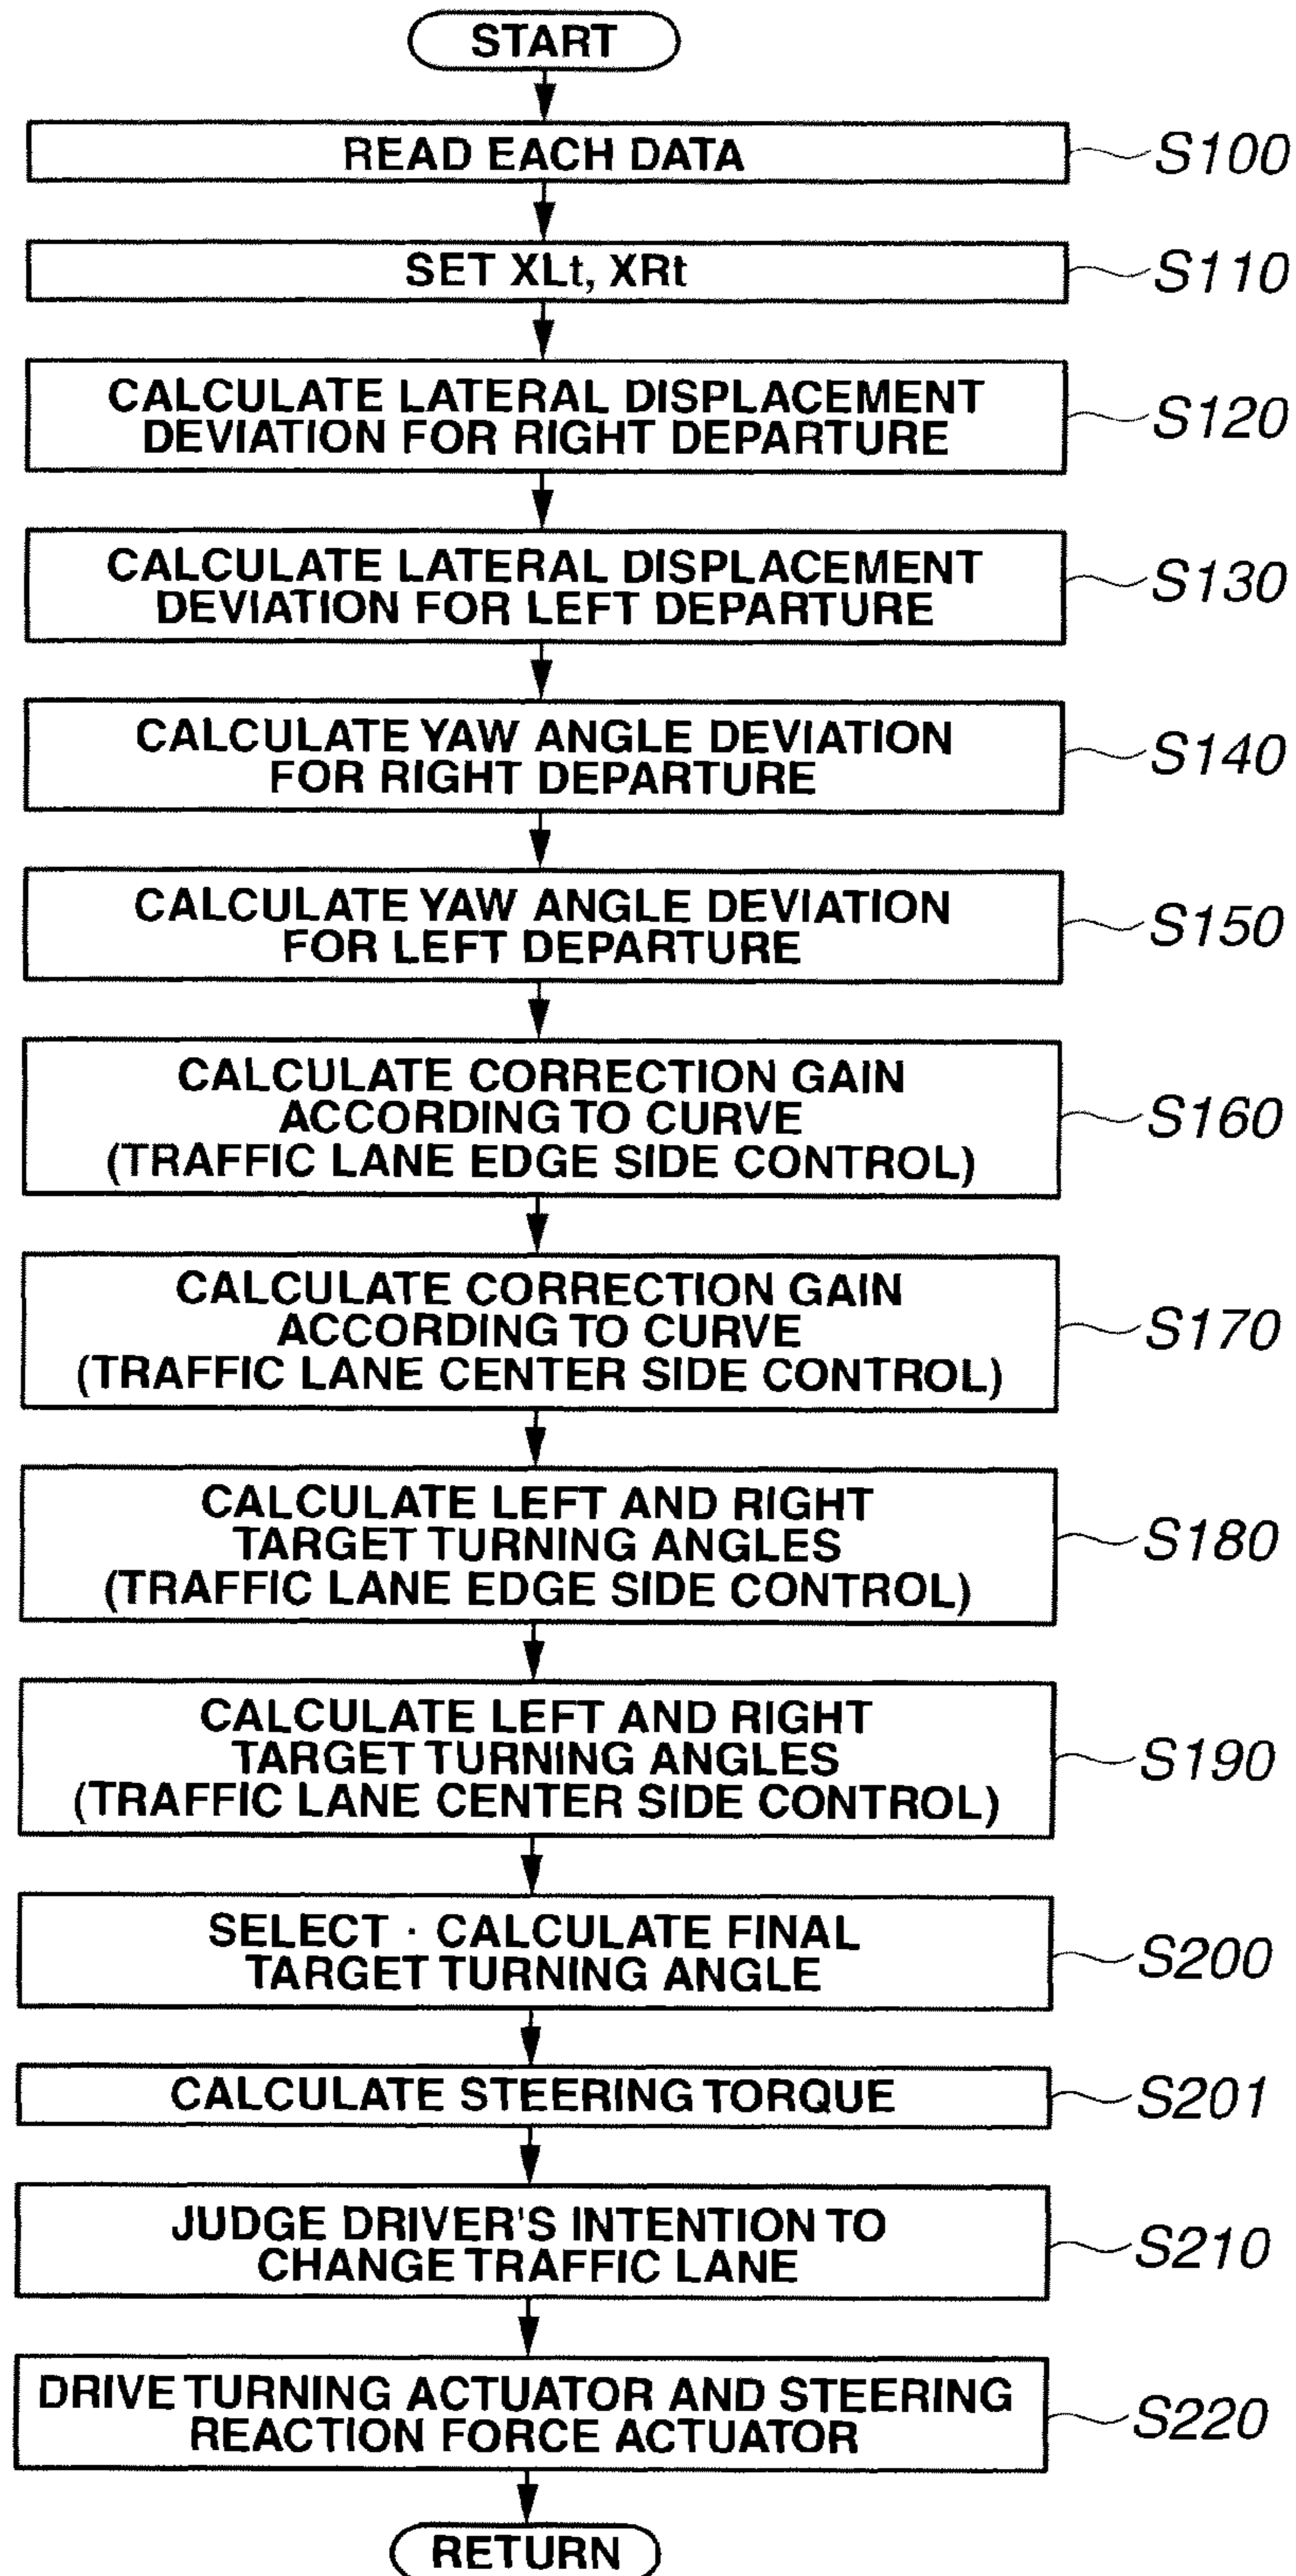 START
READ EACH DATA
S100
SET XLt, XRt
S110
CALCULATE LATERAL DISPLACEMENT
DEVIATION FOR RIGHT DEPARTURE
S120
CALCULATE LATERAL DISPLACEMENT
DEVIATION FOR LEFT DEPARTURE
S130
CALCULATE YAW ANGLE DEVIATION
FOR RIGHT DEPARTURE
S140
CALCULATE YAW ANGLE DEVIATION
FOR LEFT DEPARTURE
S150
CALCULATE CORRECTION GAIN
ACCORDING TO CURVE
(TRAFFIC LANE EDGE SIDE CONTROL)
S160
CALCULATE CORRECTION GAIN
ACCORDING TO CURVE
(TRAFFIC LANE CENTER SIDE CONTROL)
S170
CALCULATE LEFT AND RIGHT
TARGET TURNING ANGLES
(TRAFFIC LANE EDGE SIDE CONTROL)
S180
CALCULATE LEFT AND RIGHT
TARGET TURNING ANGLES
(TRAFFIC LANE CENTER SIDE CONTROL)
S190
SELECT · CALCULATE FINAL
TARGET TURNING ANGLE
S200
CALCULATE STEERING TORQUE
S201
JUDGE DRIVER'S INTENTION TO
CHANGE TRAFFIC LANE
S210
DRIVE TURNING ACTUATOR AND STEERING
REACTION FORCE ACTUATOR
S220
RETURN